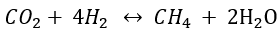 CO₂ + 4H₂ ↔ CH₄ + 2H₂O